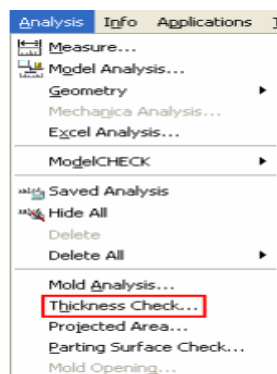 Analysis Info Applications
Measure...
Model Analysis...
Geometry
Mechanica Analysis...
Excel Analysis...
ModelCHECK
Saved Analysis
Hide All
Delete
Delete All
Mold Analysis...
Thickness Check...
Projected Area...
Parting Surface Check...
Mold Opening...